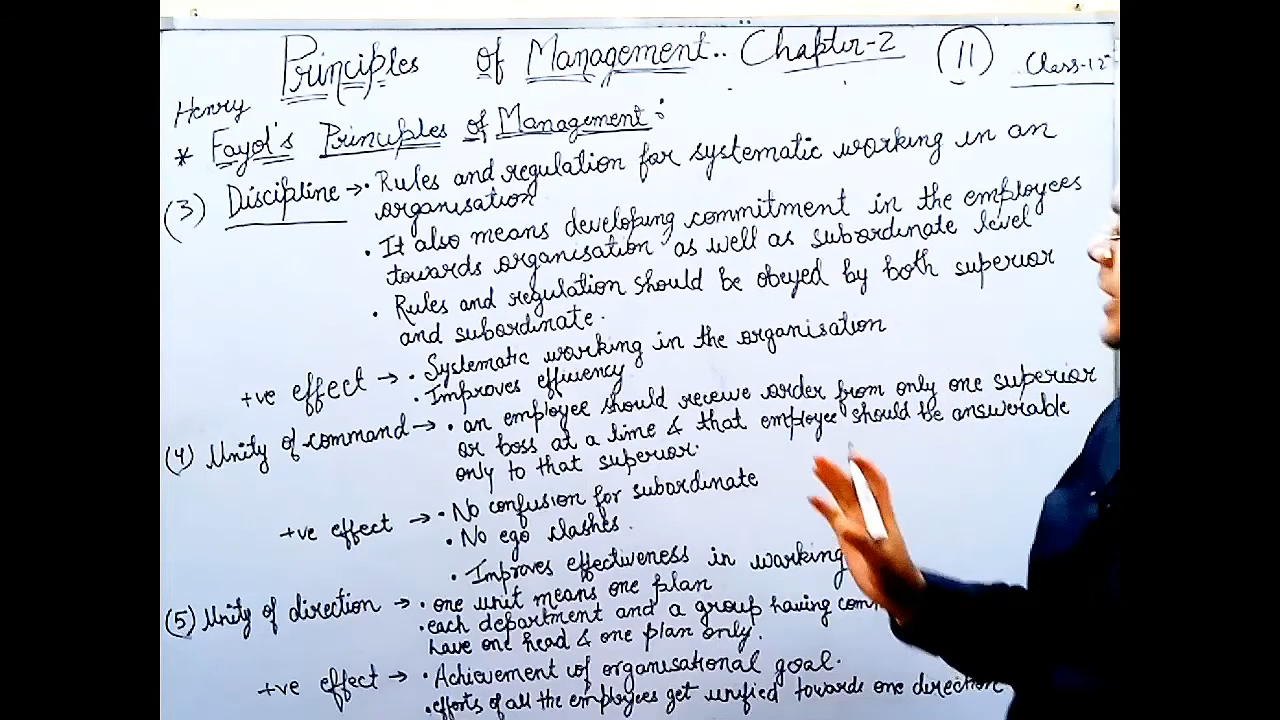 Principles of Management.. Chapter-2 (11) Class-12
Henry
* Fayol's Principles of Management:
(3) Discipline → • Rules and regulation for systematic working in an
organisation
• It also means developing commitment in the employees
towards organisation as well as subordinate level
• Rules and regulation should be obeyed by both superior
and subordinate.
+ve effect → • Systematic working in the organisation
• Improves efficiency
(4) Unity of command → • an employee should receive order from only one superior
or boss at a time & that employee should be answerable
only to that superior.
+ve effect → • No confusion for subordinate
• No ego clashes.
• Improves effectiveness in working
(5) Unity of direction → • one unit means one plan
• each department and a group having
have one head & one plan only.
+ve effect → • Achievement of organisational goal.
• efforts of all the employees get unified towards one direction